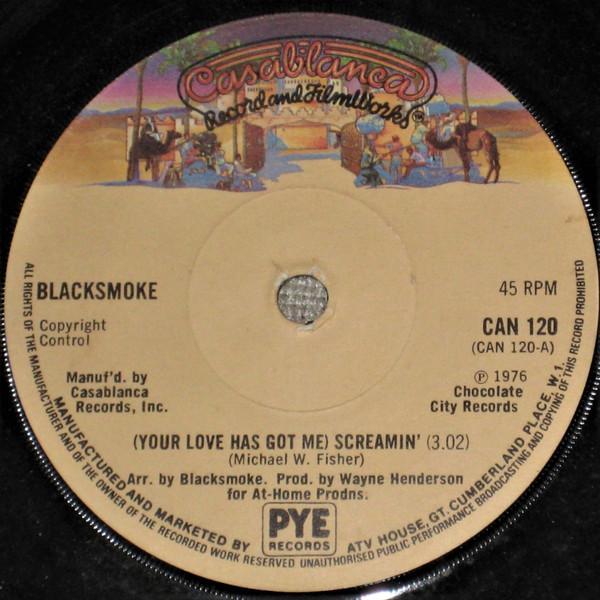 Casablanca
Record and FilmWorks™
BLACKSMOKE
45 RPM
Copyright
Control
CAN 120
(CAN 120-A)
Manuf'd. by
Casablanca
Records, Inc.
Ⓟ 1976
Chocolate
City Records
(YOUR LOVE HAS GOT ME) SCREAMIN' (3.02)
(Michael W. Fisher)
Arr. by Blacksmoke. Prod. by Wayne Henderson
for At-Home Prodns.
PYE
RECORDS
MANUFACTURED AND MARKETED BY
ATV HOUSE, GT. CUMBERLAND PLACE, W.1.
ALL RIGHTS OF THE MANUFACTURER AND OF THE OWNER OF THE RECORDED WORK RESERVED UNAUTHORISED PUBLIC PERFORMANCE BROADCASTING AND COPYING OF THIS RECORD PROHIBITED